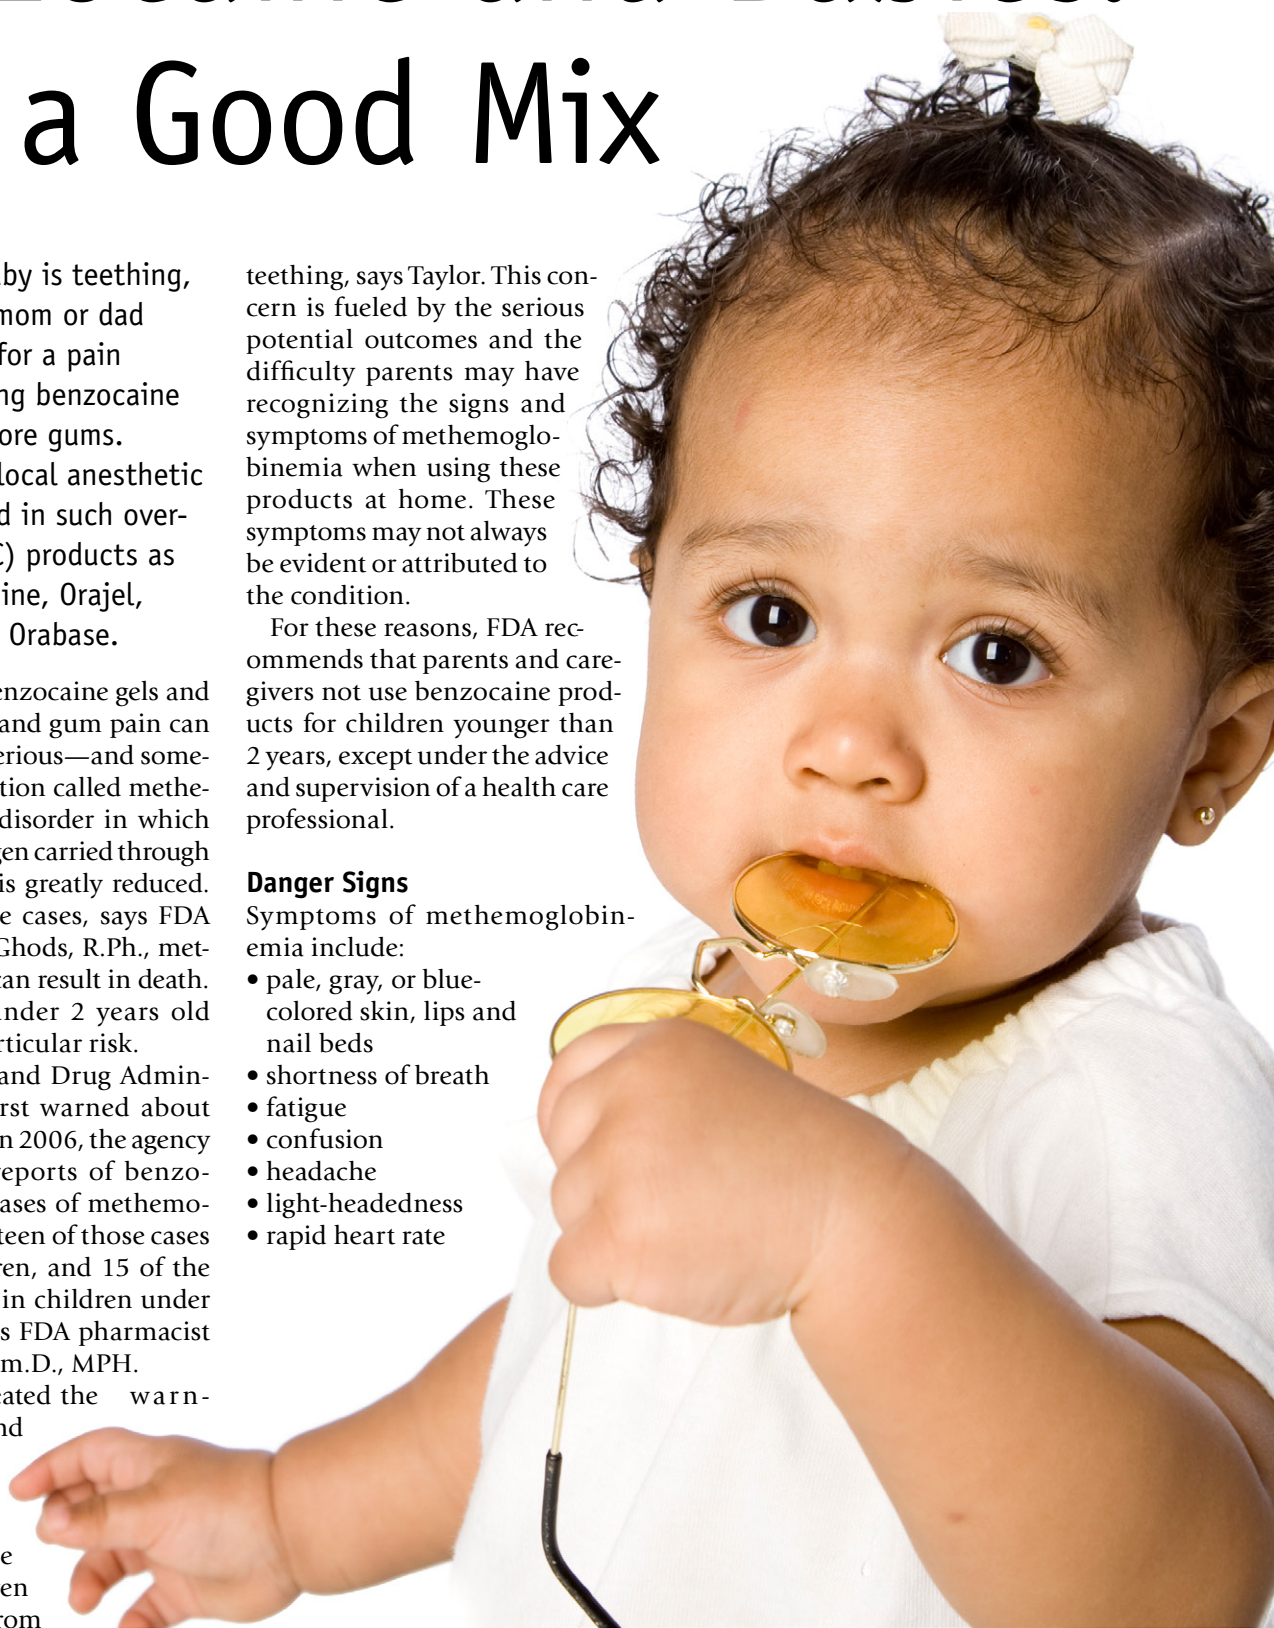 a Good Mix
by is teething,
mom or dad
for a pain
ng benzocaine
ore gums.
local anesthetic
d in such over-
C) products as
ine, Orajel,
Orabase.
enzocaine gels and
and gum pain can
erious—and some-
tion called methe-
disorder in which
gen carried through
is greatly reduced.
e cases, says FDA
Ghods, R.Ph., met-
can result in death.
nder 2 years old
rticular risk.
and Drug Admin-
rst warned about
n 2006, the agency
reports of benzo-
ases of methemo-
teen of those cases
ren, and 15 of the
in children under
s FDA pharmacist
m.D., MPH.
eated the warn-
nd
e
en
rom
teething, says Taylor. This con-
cern is fueled by the serious
potential outcomes and the
difficulty parents may have
recognizing the signs and
symptoms of methemoglo-
binemia when using these
products at home. These
symptoms may not always
be evident or attributed to
the condition.
For these reasons, FDA rec-
ommends that parents and care-
givers not use benzocaine prod-
ucts for children younger than
2 years, except under the advice
and supervision of a health care
professional.
Danger Signs
Symptoms of methemoglobin-
emia include:
• pale, gray, or blue-
colored skin, lips and
nail beds
• shortness of breath
• fatigue
• confusion
• headache
• light-headedness
• rapid heart rate